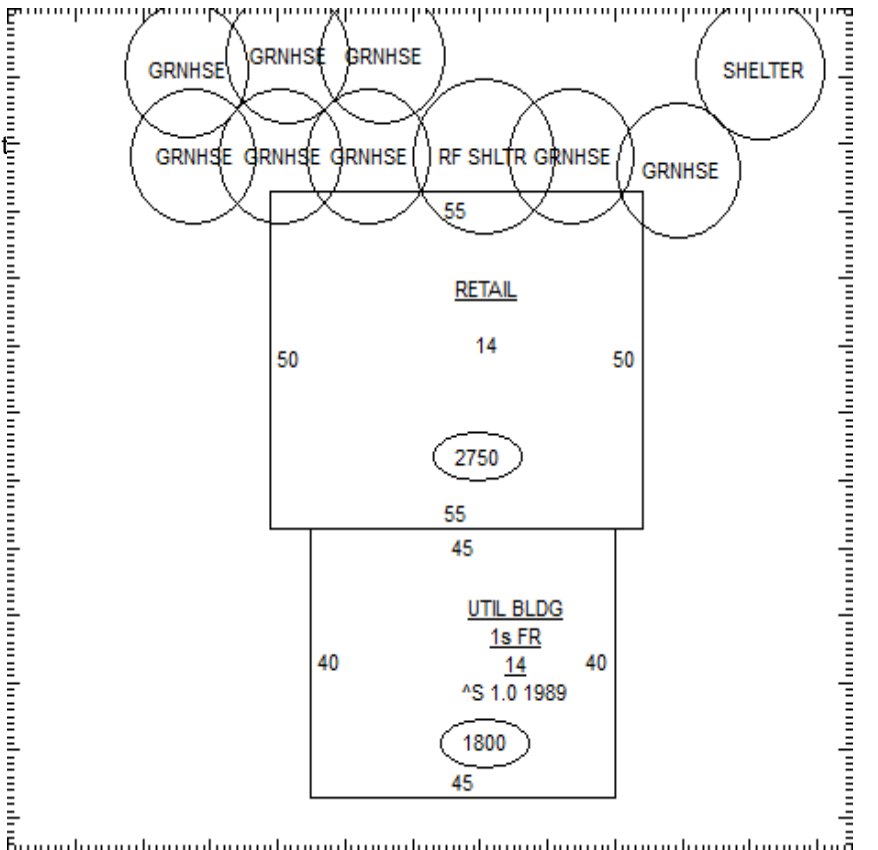 GRNHSE GRNHSE GRNHSE SHELTER
t
GRNHSE GRNHSE GRNHSE RF SHLTR GRNHSE GRNHSE
55
RETAIL
14
50 50
2750
55
45
UTIL BLDG
1s FR
40 14 40
^S 1.0 1989
1800
45